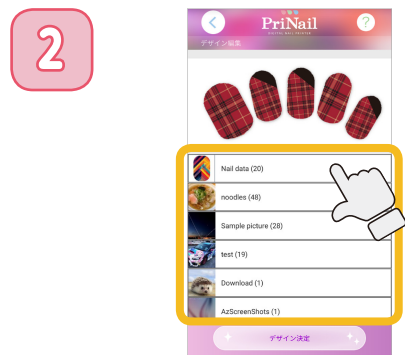 2
PriNail
DIGITAL NAIL PRINTER
?
デザイン編集
Nail data (20)
noodles (48)
Sample picture (28)
test (19)
Download (1)
AzScreenShots (1)
デザイン決定